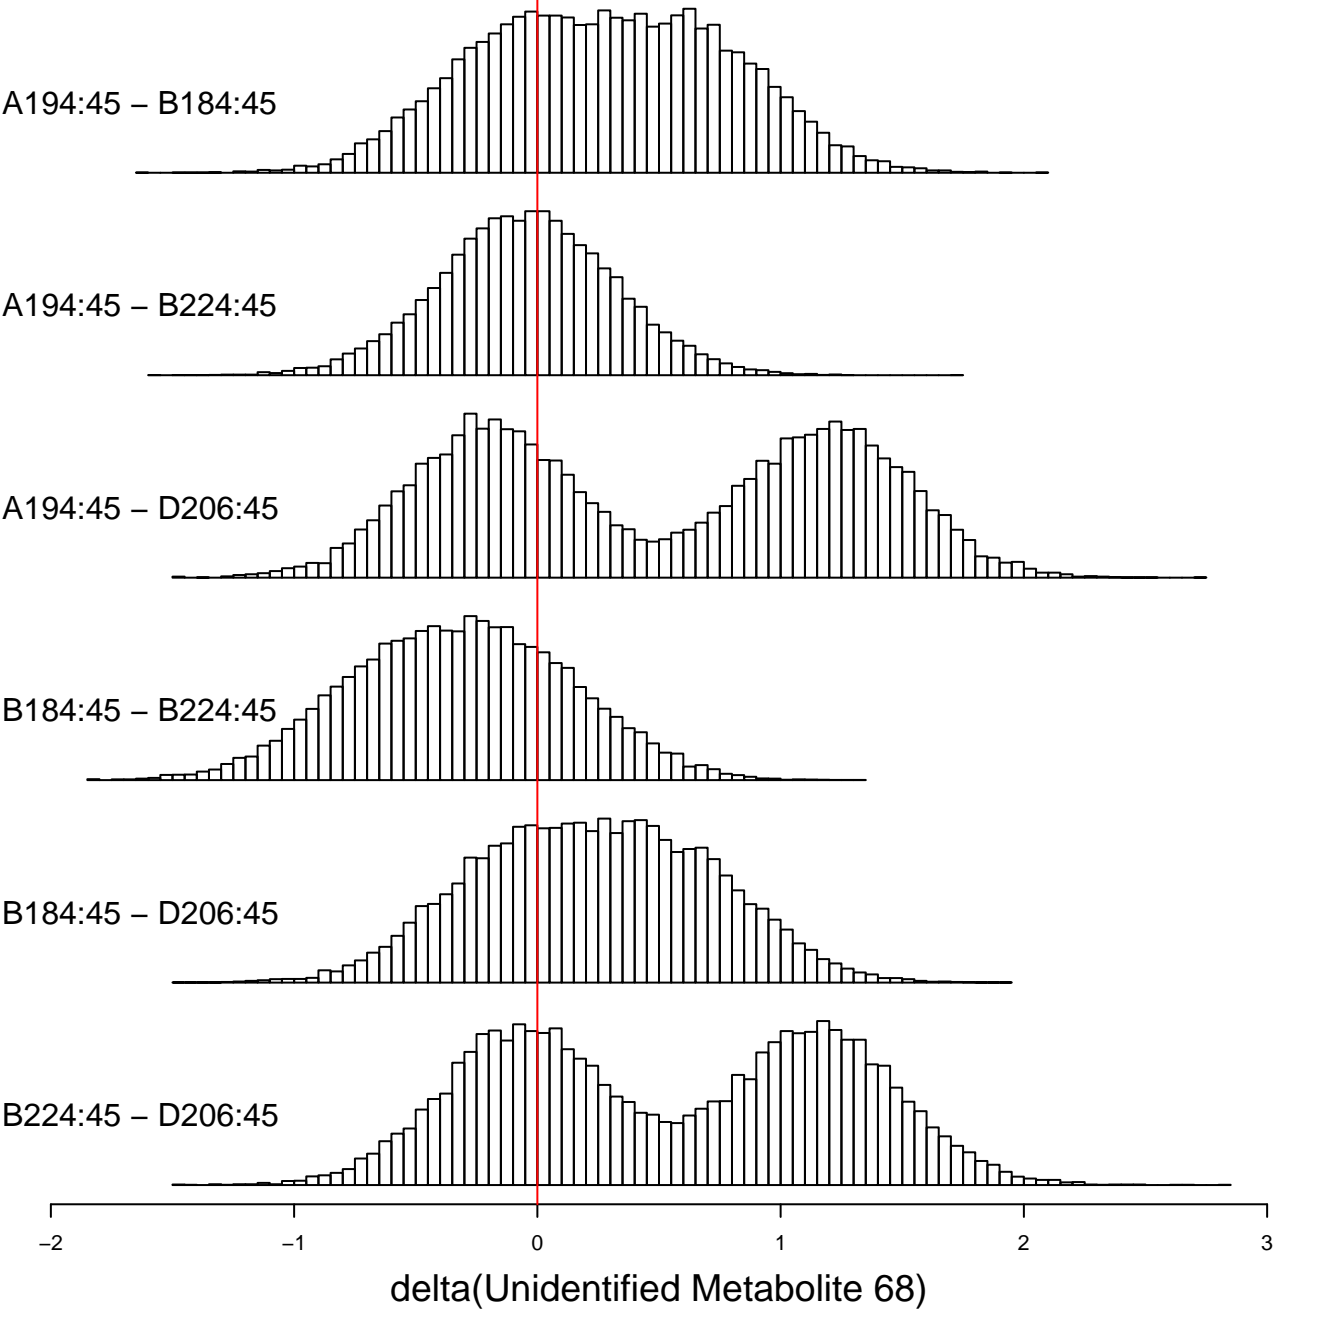 A194:45 – B184:45
A194:45 – B224:45
A194:45 – D206:45
B184:45 – B224:45
B184:45 – D206:45
B224:45 – D206:45
–2 –1 0 1 2 3
delta(Unidentified Metabolite 68)